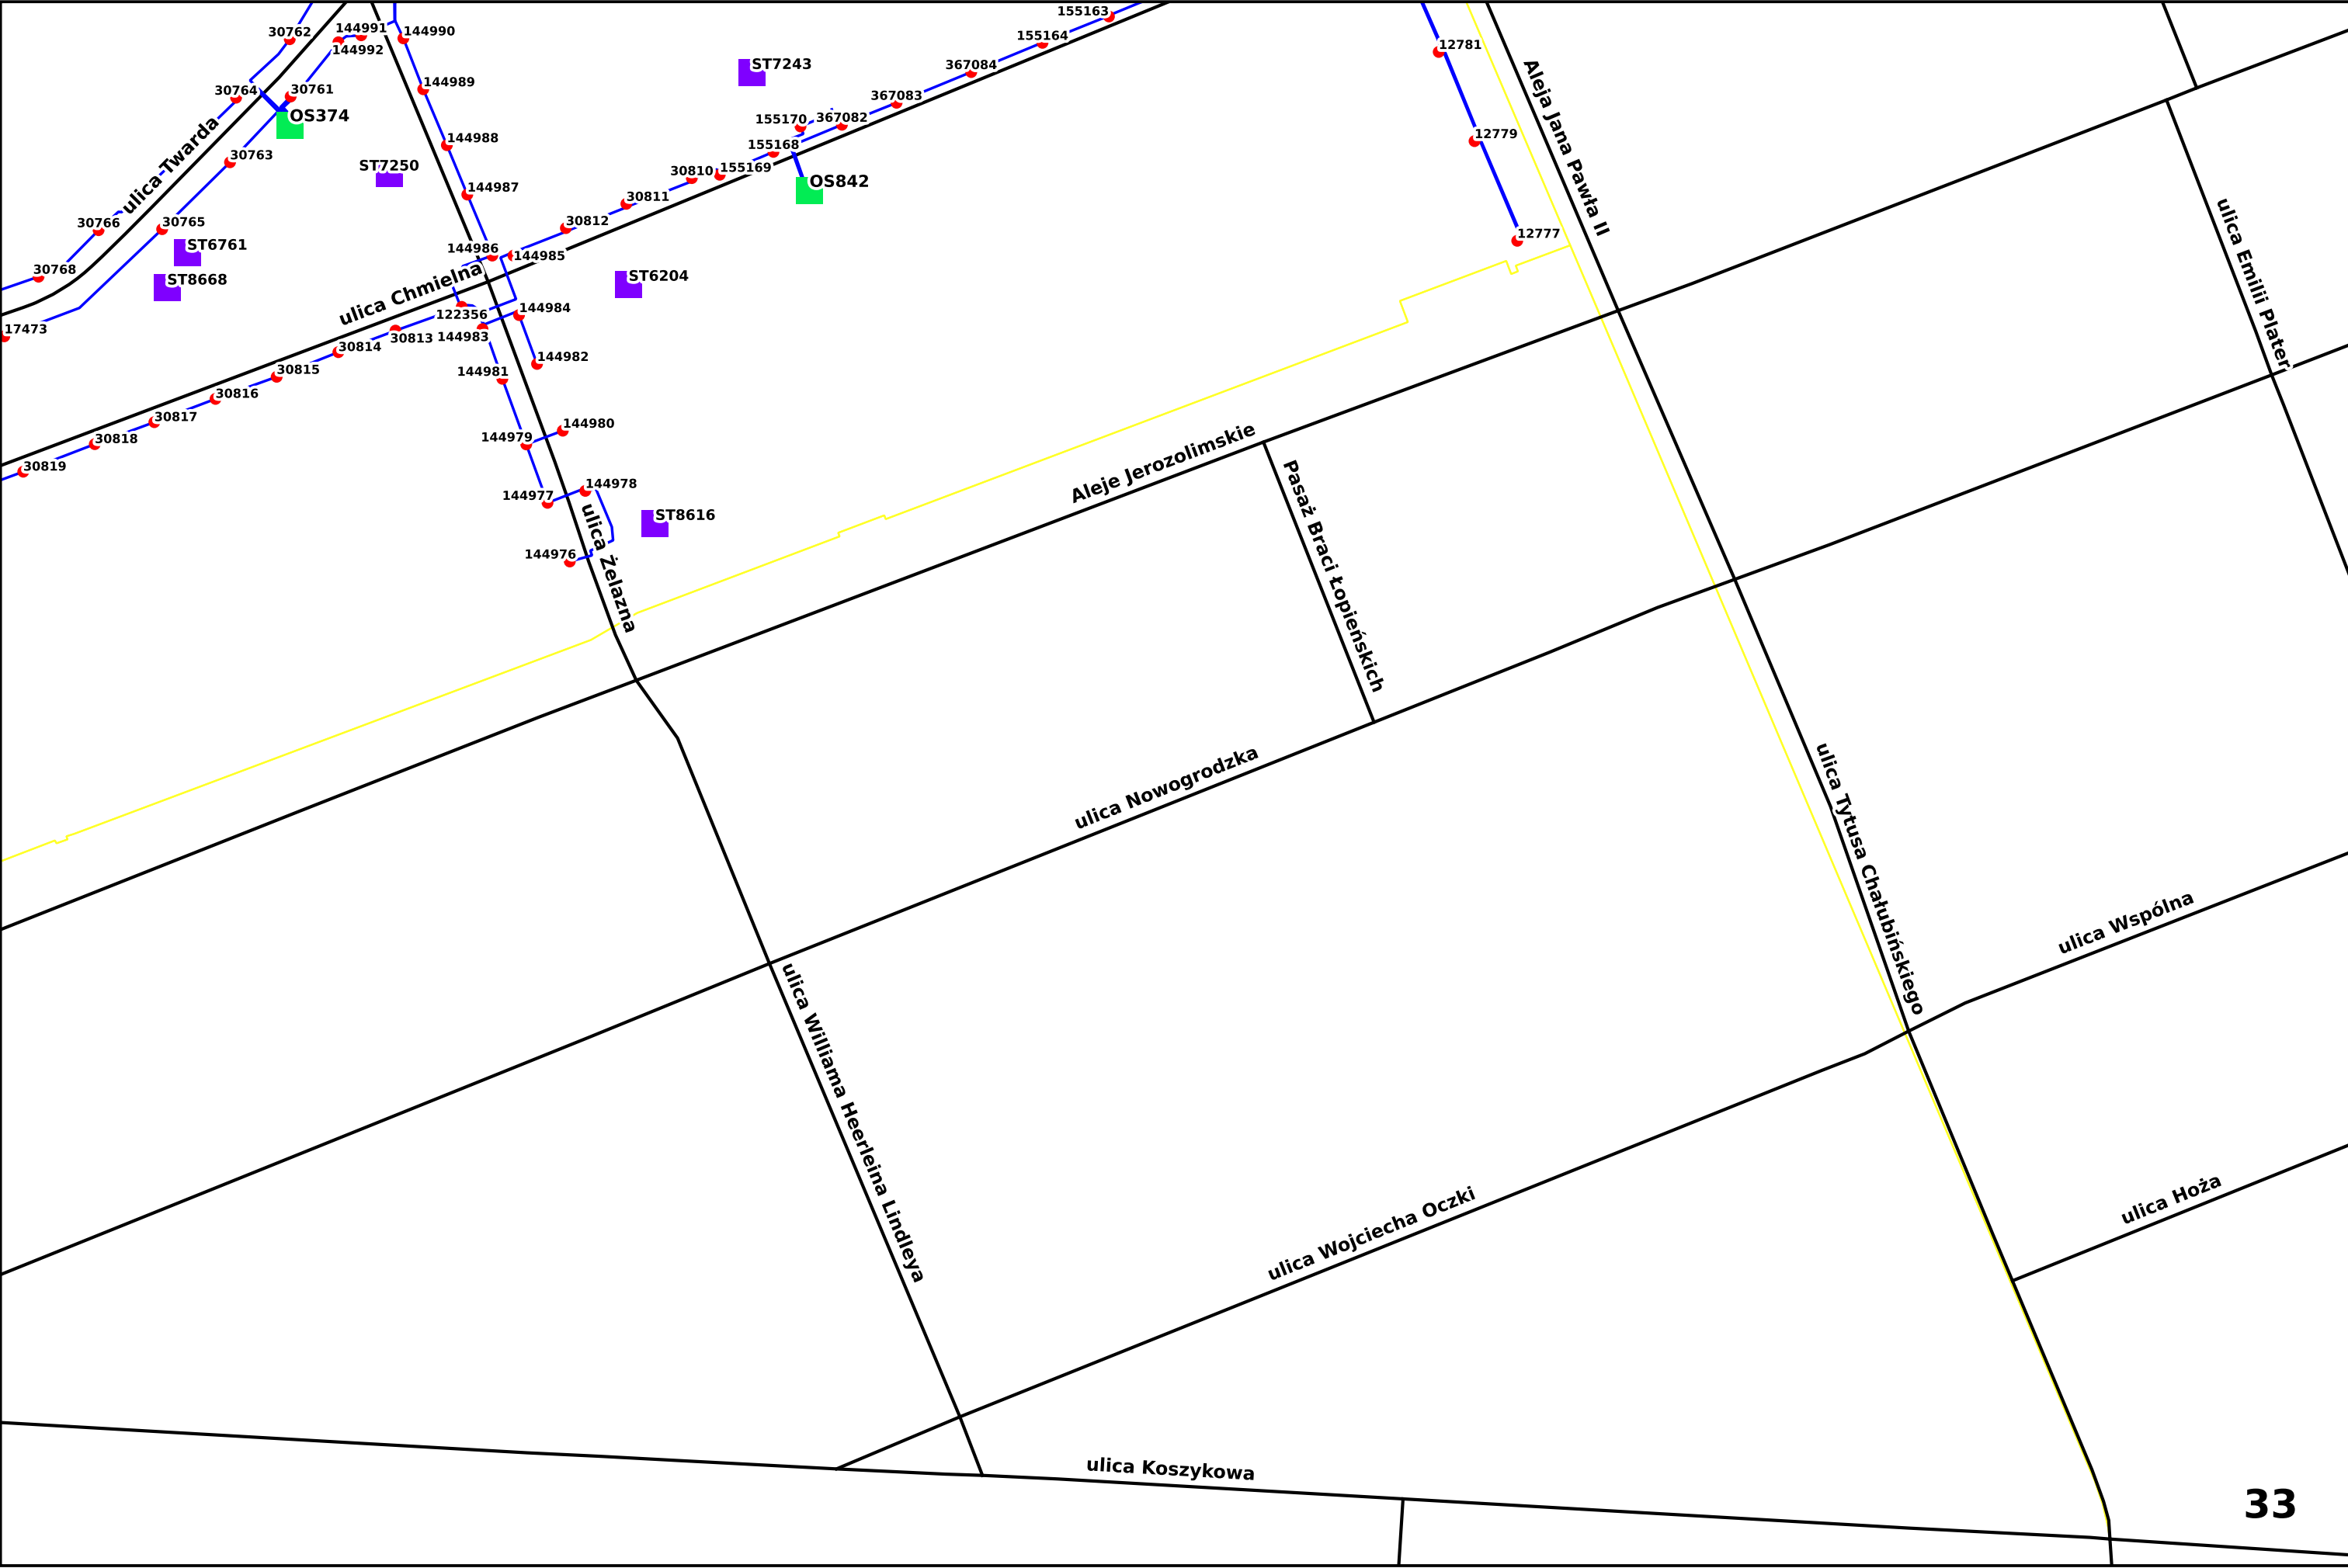 155163
30762
144991
144990
155164
144992
12781
ST7243
367084
144989
30764
30761
367083
OS374
155170
367082
Aleja Jana Pawła II
12779
144988
155168
ulica Twarda
30763
ST7250
30810
155169
OS842
144987
30811
30766
30765
30812
12777
ST6761
144986
144985
ulica Emilii Plater
30768
ST8668
ulica Chmielna
ST6204
122356
144984
17473
30813
144983
30814
144982
30815
144981
30816
30817
144980
30818
144979
Aleje Jerozolimskie
30819
144978
144977
Pasaż Braci Łopieńskich
ST8616
ulica Żelazna
144976
ulica Nowogrodzka
ulica Tytusa Chałubińskiego
ulica Wspólna
ulica Williama Heerleina Lindleya
ulica Wojciecha Oczki
ulica Hoża
ulica Koszykowa
33